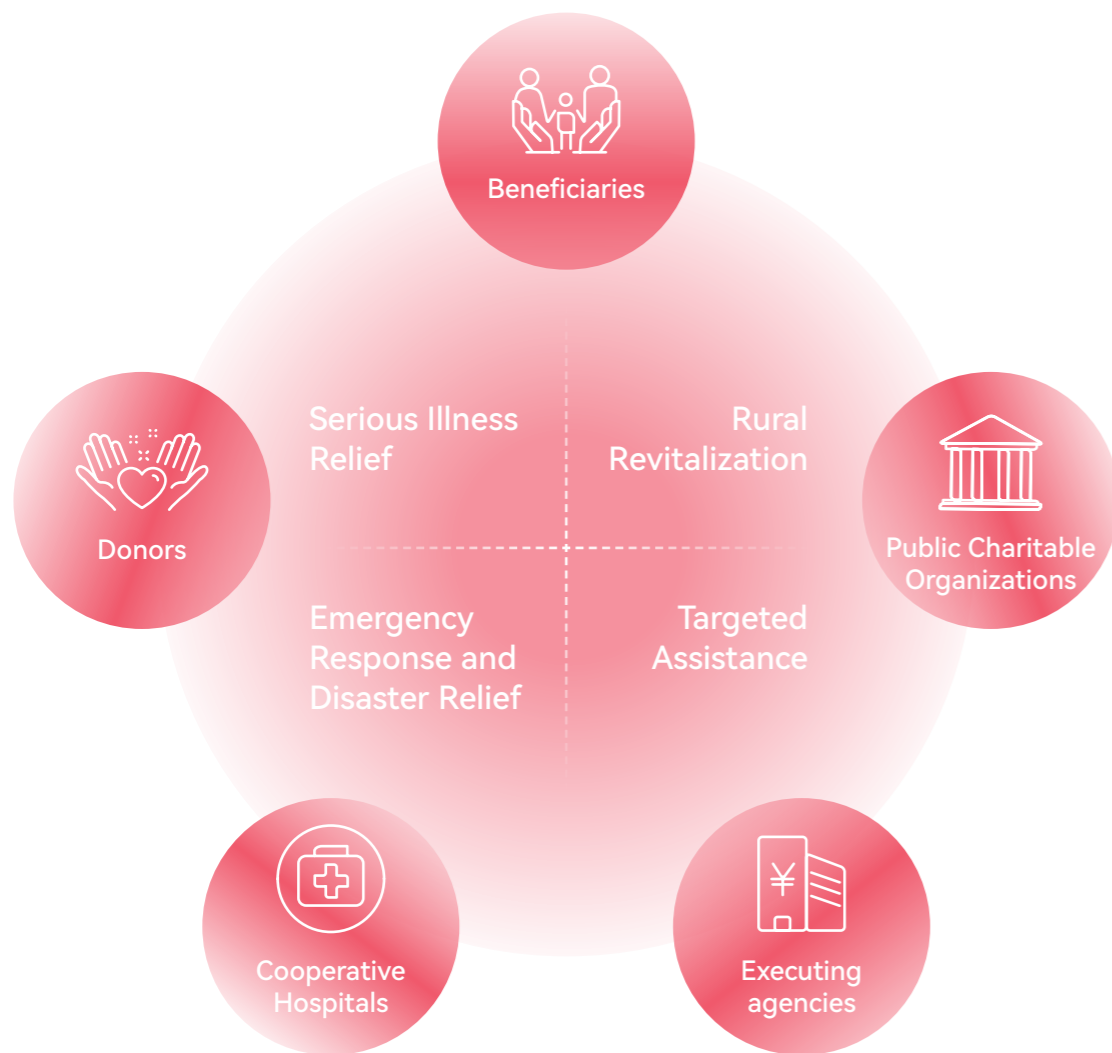 Beneficiaries
Serious Illness
Relief
Rural
Revitalization
Donors
Public Charitable
Organizations
Emergency
Response and
Disaster Relief
Targeted
Assistance
¥
Cooperative
Hospitals
Executing
agencies